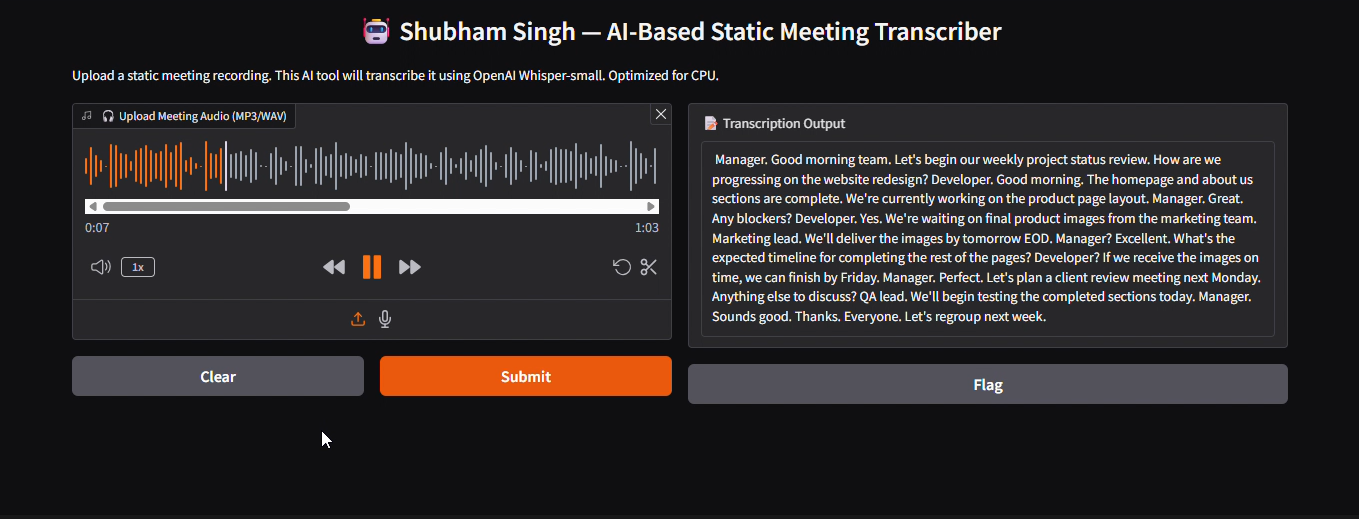 Shubham Singh — AI-Based Static Meeting Transcriber
Upload a static meeting recording. This AI tool will transcribe it using OpenAI Whisper-small. Optimized for CPU.
Upload Meeting Audio (MP3/WAV)
0:07
1:03
1x
Clear
Submit
Transcription Output
Manager. Good morning team. Let's begin our weekly project status review. How are we
progressing on the website redesign? Developer. Good morning. The homepage and about us
sections are complete. We're currently working on the product page layout. Manager. Great.
Any blockers? Developer. Yes. We're waiting on final product images from the marketing team.
Marketing lead. We'll deliver the images by tomorrow EOD. Manager? Excellent. What's the
expected timeline for completing the rest of the pages? Developer? If we receive the images on
time, we can finish by Friday. Manager. Perfect. Let's plan a client review meeting next Monday.
Anything else to discuss? QA lead. We'll begin testing the completed sections today. Manager.
Sounds good. Thanks. Everyone. Let's regroup next week.
Flag